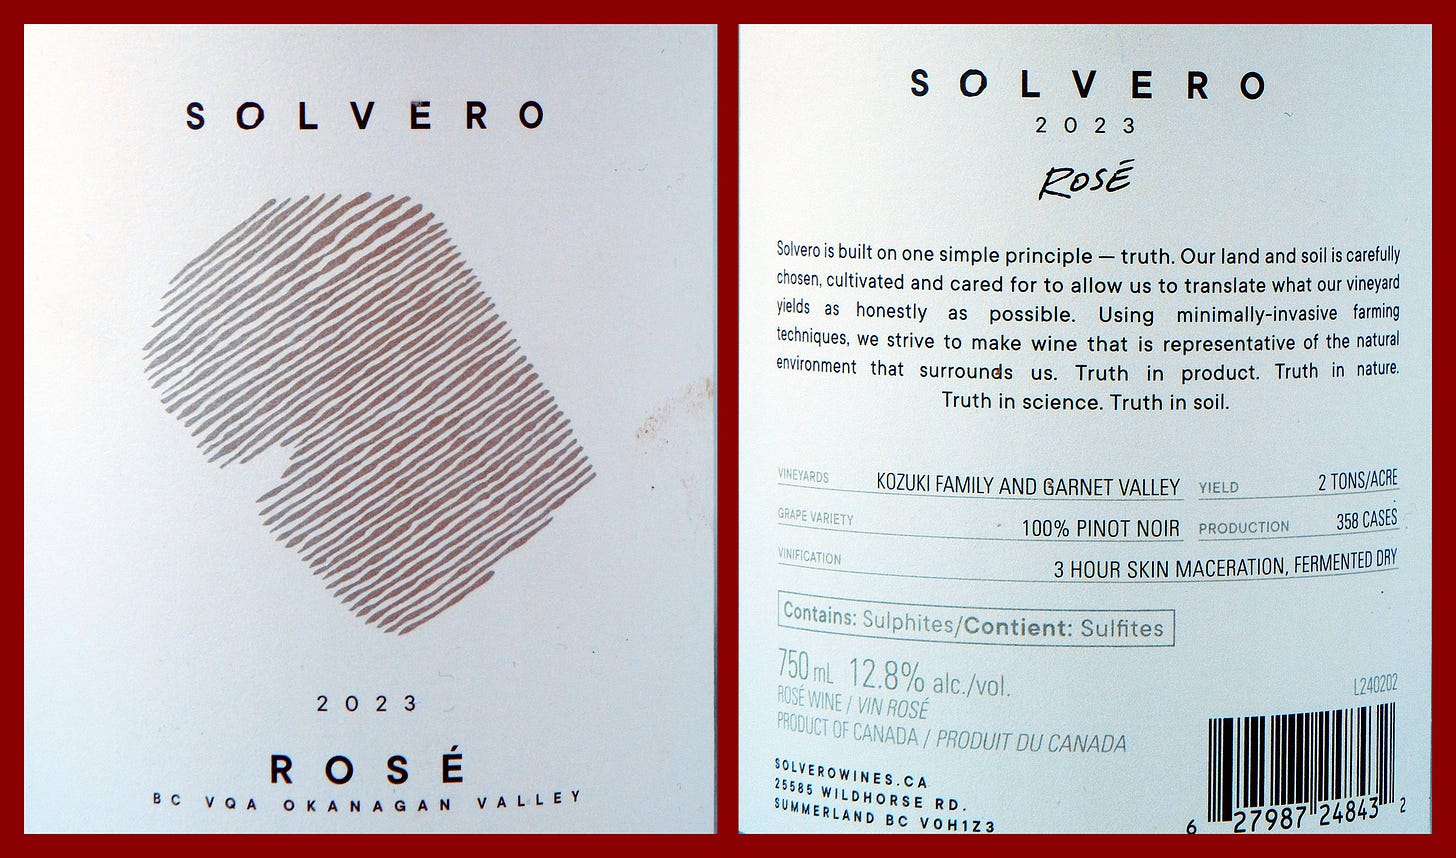 SOLVERO
2023
ROSÉ
BC VQA OKANAGAN VALLEY
SOLVERO
2023
ROSÉ
Solvero is built on one simple principle — truth. Our land and soil is carefully
chosen, cultivated and cared for to allow us to translate what our vineyard
yields as honestly as possible. Using minimally-invasive farming
techniques, we strive to make wine that is representative of the natural
environment that surrounds us. Truth in product. Truth in nature.
Truth in science. Truth in soil.
VINEYARDS KOZUKI FAMILY AND GARNET VALLEY YIELD 2 TONS/ACRE
GRAPE VARIETY 100% PINOT NOIR PRODUCTION 358 CASES
VINIFICATION 3 HOUR SKIN MACERATION, FERMENTED DRY
Contains: Sulphites/Contient: Sulfites
750 mL 12.8% alc./vol.
ROSÉ WINE / VIN ROSÉ
PRODUCT OF CANADA / PRODUIT DU CANADA
L240202
SOLVEROWINES.CA
25585 WILDHORSE RD.
SUMMERLAND BC V0H1Z3
6 27987 24843 2